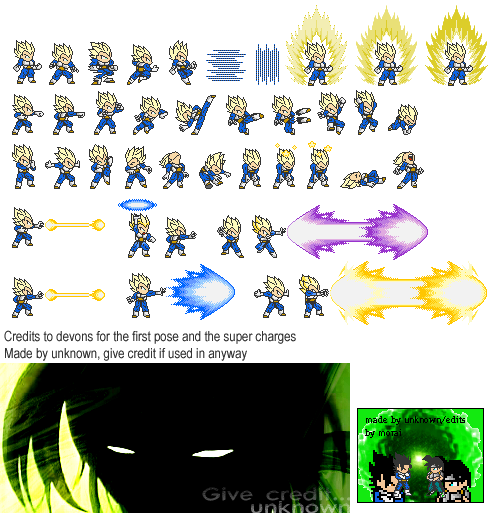 Credits to devons for the first pose and the super charges
Made by unknown, give credit if used in anyway
Give credit...
unknown
made by unknown/edits
by mojai